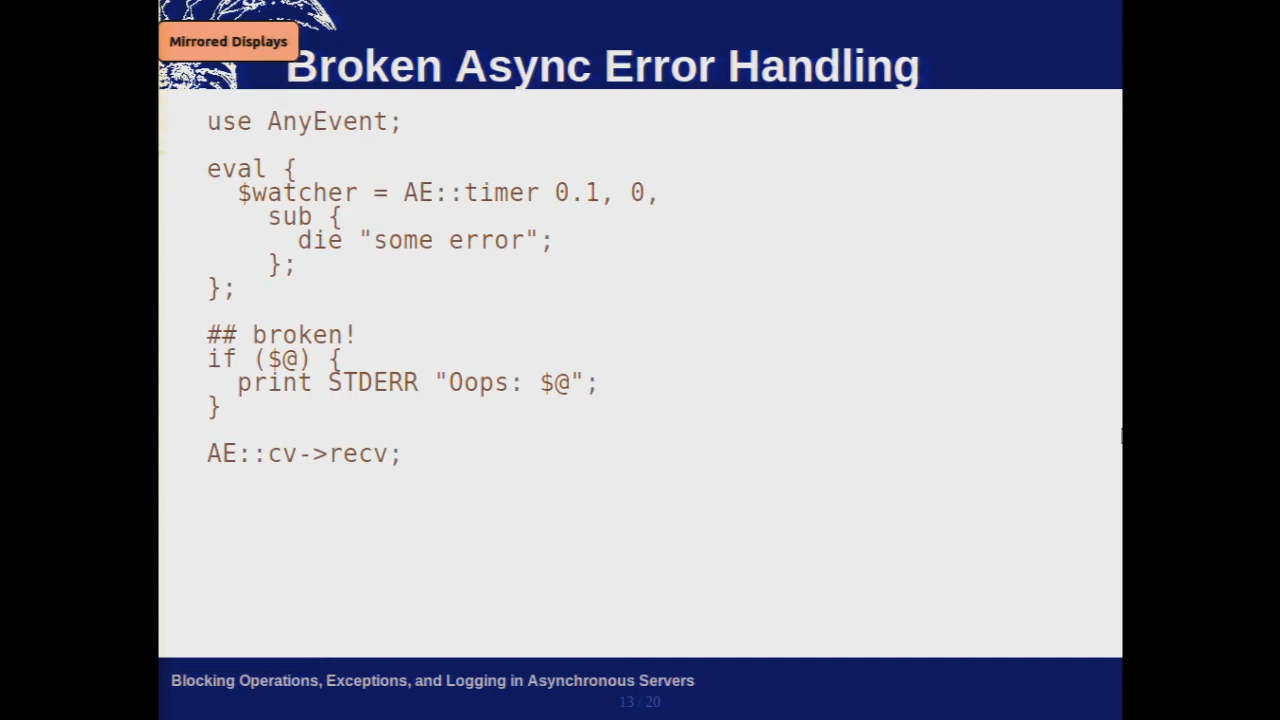 Mirrored Displays
Broken Async Error Handling
use AnyEvent;
eval {
  $watcher = AE::timer 0.1, 0,
    sub {
      die "some error";
    };
};
## broken!
if ($@) {
  print STDERR "Oops: $@";
}
AE::cv->recv;
Blocking Operations, Exceptions, and Logging in Asynchronous Servers
13 / 20